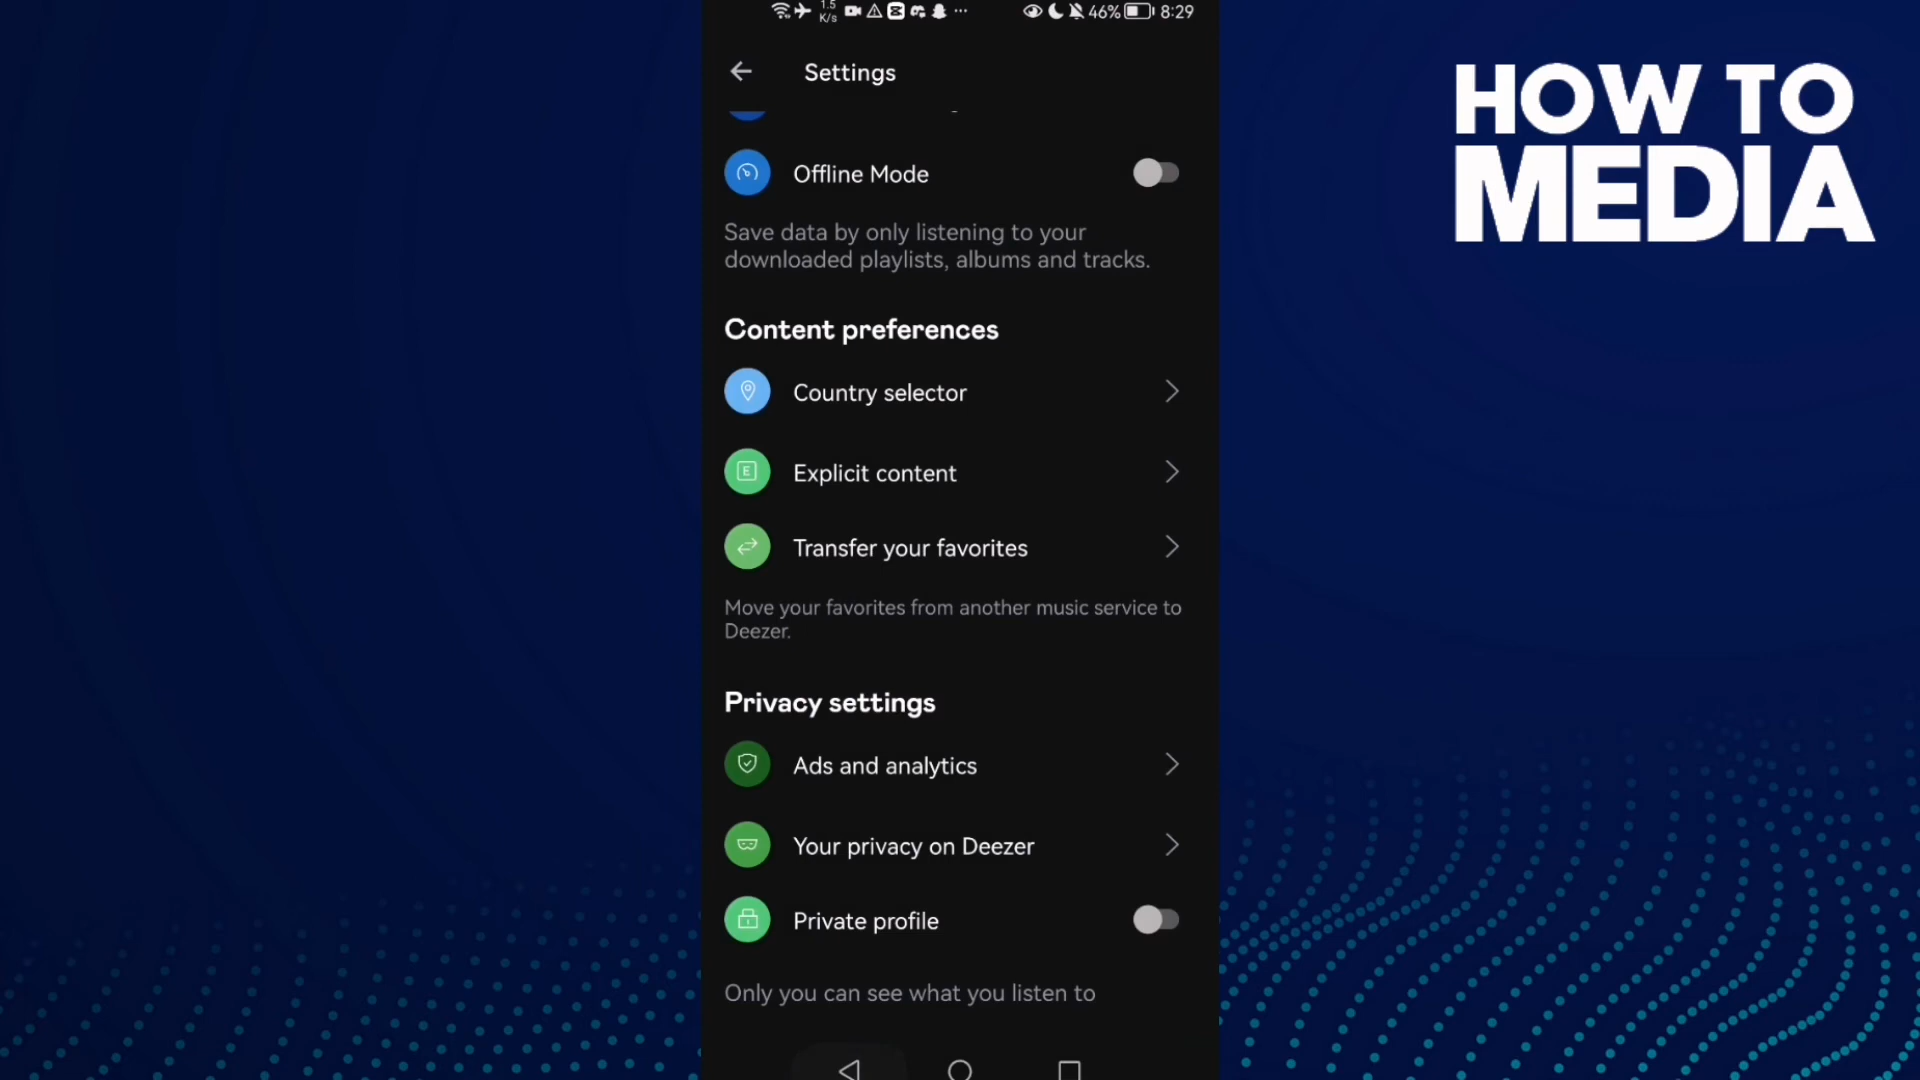 1.5
K/s
46%
8:29
Settings
Offline Mode
Save data by only listening to your
downloaded playlists, albums and tracks.
Content preferences
Country selector
E
Explicit content
Transfer your favorites
Move your favorites from another music service to
Deezer.
Privacy settings
Ads and analytics
Your privacy on Deezer
Private profile
Only you can see what you listen to
HOW TO
MEDIA